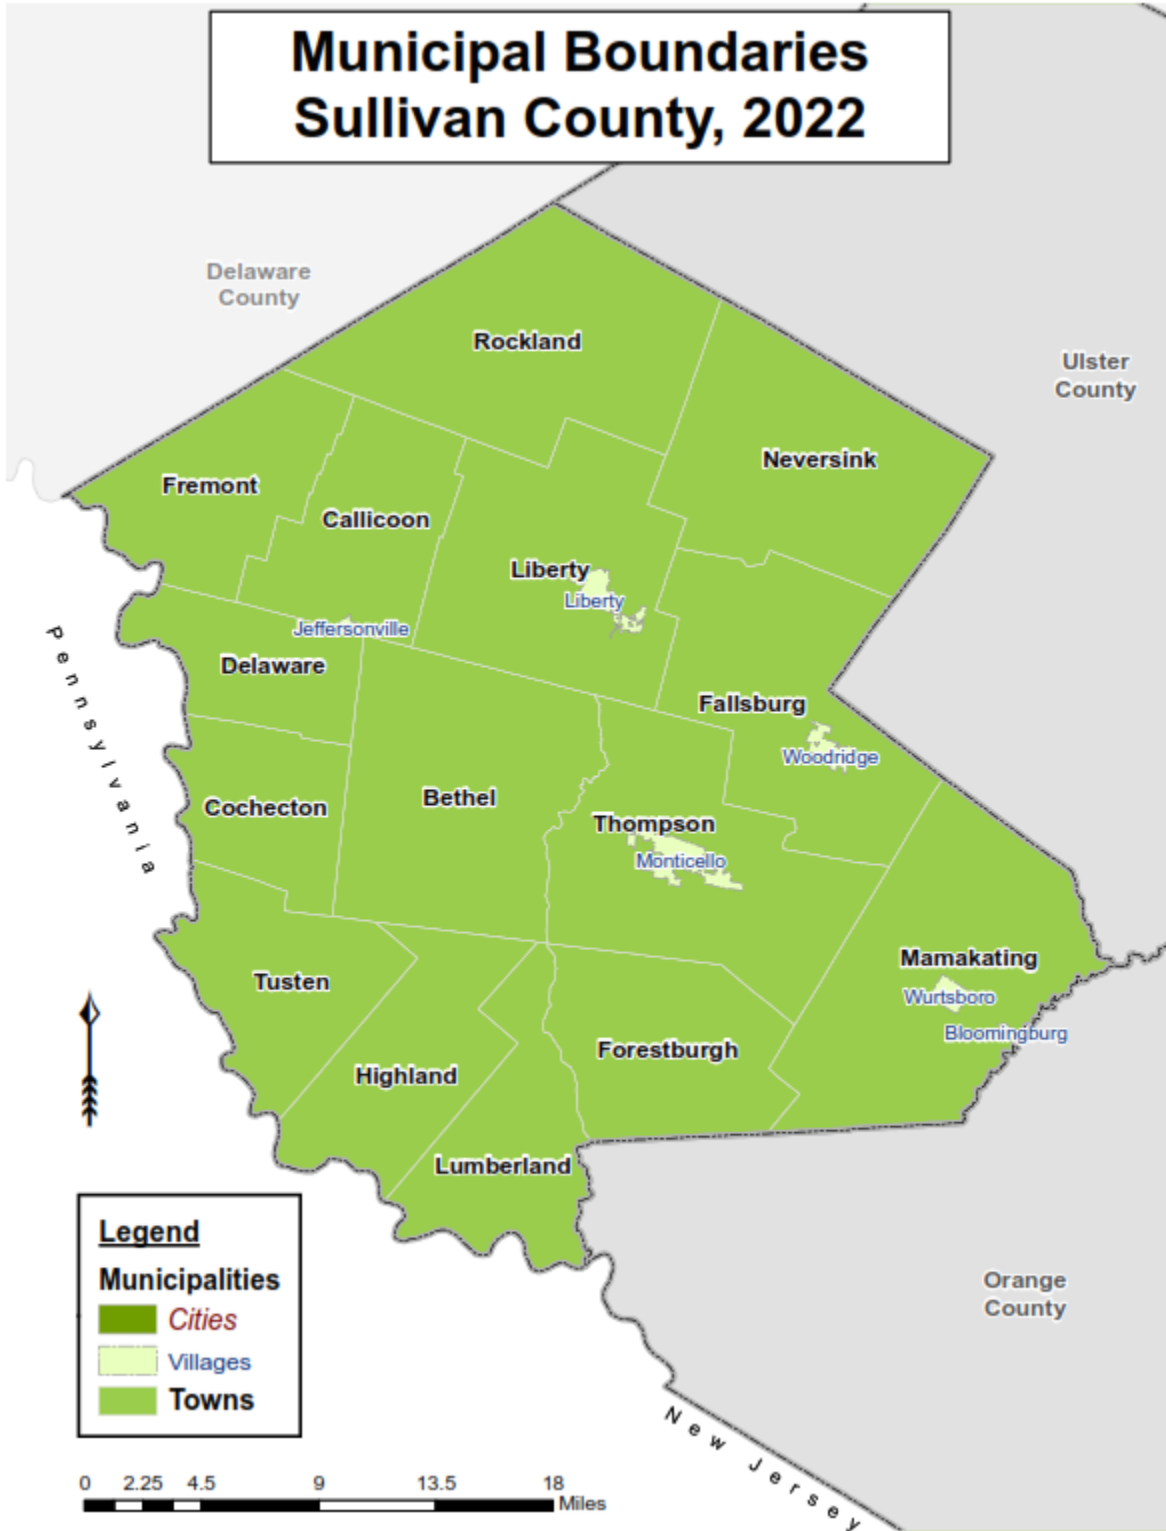 Municipal Boundaries
Sullivan County, 2022
Delaware
County
Rockland
Ulster
County
Neversink
Fremont
Callicoon
Liberty
Liberty
Jeffersonville
Delaware
Pennsylvania
Fallsburg
Woodridge
Bethel
Cochecton
Thompson
Monticello
Mamakating
Tusten
Wurtsboro
Bloomingburg
Forestburgh
Highland
Lumberland
Legend
Municipalities
Cities
Villages
Towns
Orange
County
New Jersey
0 2.25 4.5 9 13.5 18
Miles